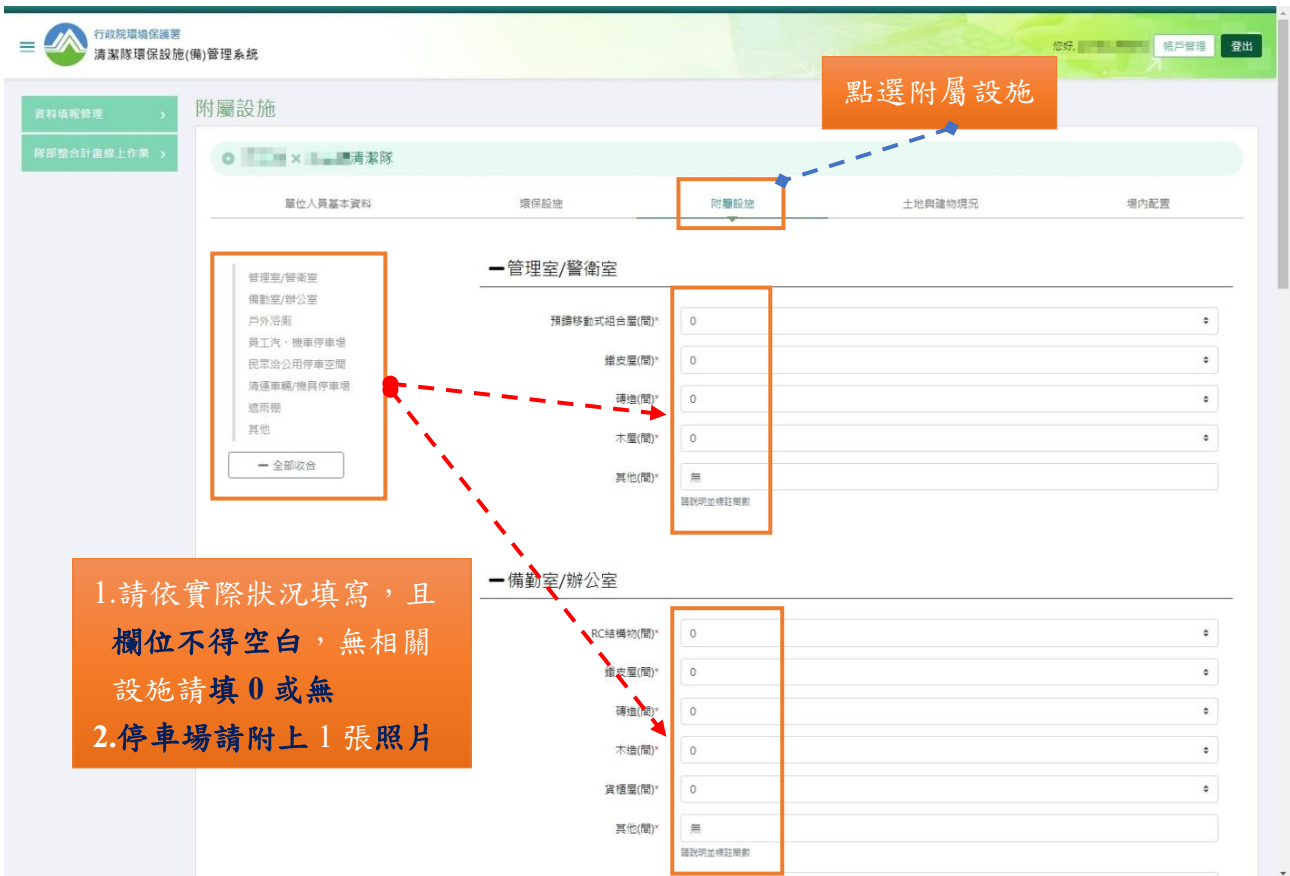 行政院環境保護署
清潔隊環保設施(備)管理系統
您好,
帳戶管理
登出
點選附屬設施
資料填報管理
隊部整合計畫線上作業
附屬設施
清潔隊
單位人員基本資料
環保設施
附屬設施
土地與建物現況
場內配置
管理室/警衛室
備勤室/辦公室
戶外浴廁
員工汽、機車停車場
民眾洽公用停車空間
清運車輛/機具停車場
遮雨棚
其他
全部收合
管理室/警衛室
預鑄移動式組合屋(間)* 0
鐵皮屋(間)* 0
磚造(間)* 0
木屋(間)* 0
其他(間)* 無
請說明並標註間數
1.請依實際狀況填寫，且
欄位不得空白，無相關
設施請填 0 或無
2.停車場請附上 1 張照片
備勤室/辦公室
RC結構物(間)* 0
鐵皮屋(間)* 0
磚造(間)* 0
木造(間)* 0
貨櫃屋(間)* 0
其他(間)* 無
請說明並標註間數